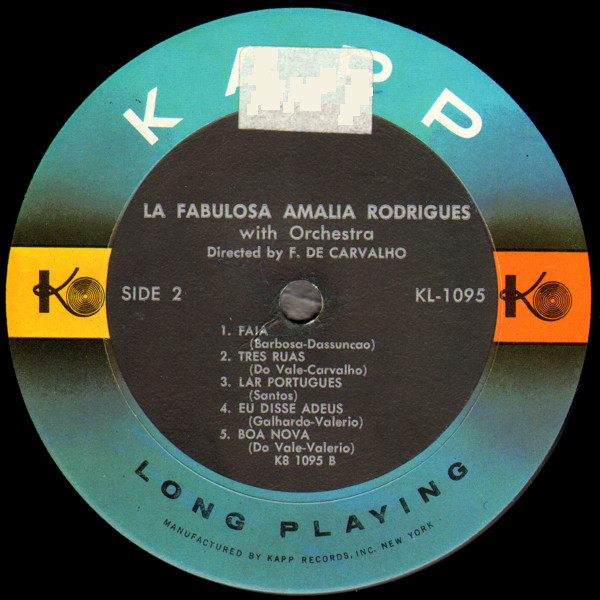 KAPP
LA FABULOSA AMALIA RODRIGUES
with Orchestra
Directed by F. DE CARVALHO
SIDE 2
KL-1095
1. FAIA
(Barbosa-Dassuncao)
2. TRES RUAS
(Do Vale-Carvalho)
3. LAR PORTUGUES
(Santos)
4. EU DISSE ADEUS
(Galhardo-Valerio)
5. BOA NOVA
(Do Vale-Valerio)
K8 1095 B
LONG PLAYING
MANUFACTURED BY KAPP RECORDS, INC. NEW YORK